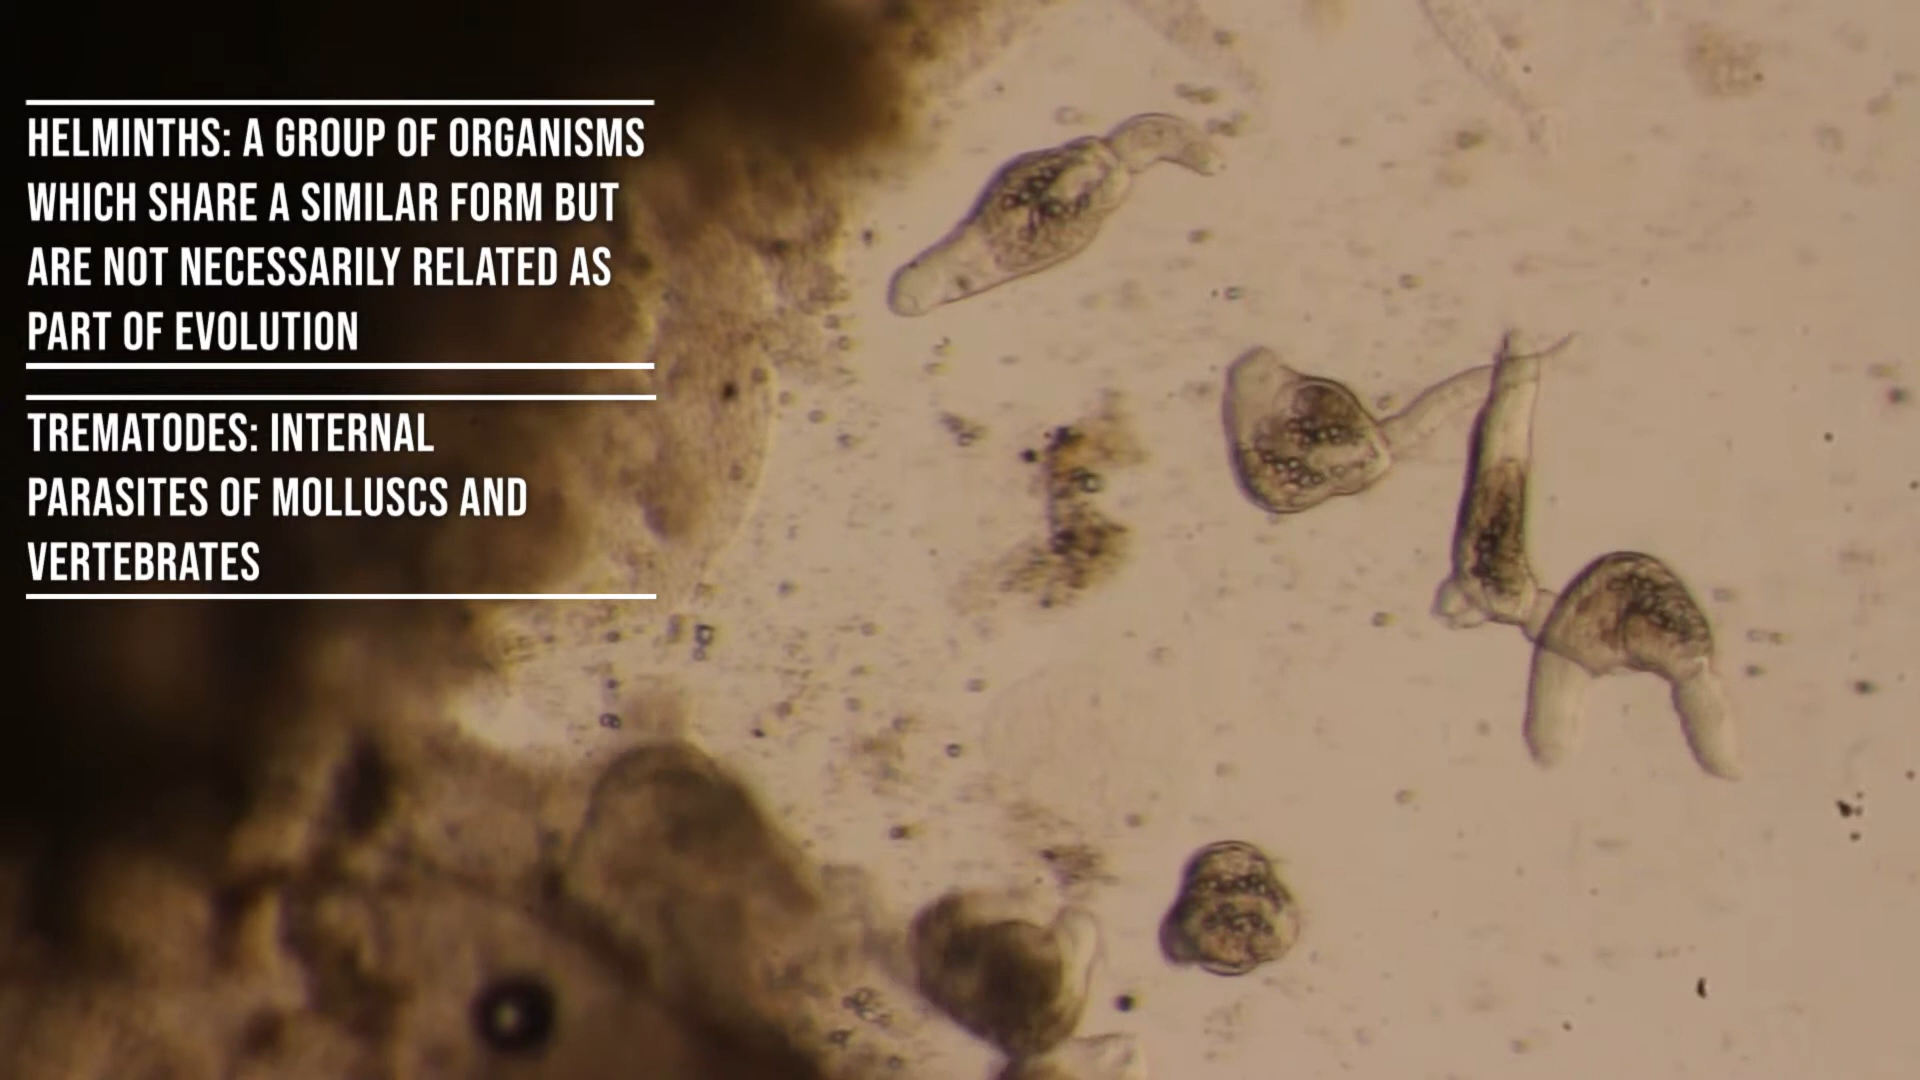 HELMINTHS: A GROUP OF ORGANISMS
WHICH SHARE A SIMILAR FORM BUT
ARE NOT NECESSARILY RELATED AS
PART OF EVOLUTION
TREMATODES: INTERNAL
PARASITES OF MOLLUSCS AND
VERTEBRATES